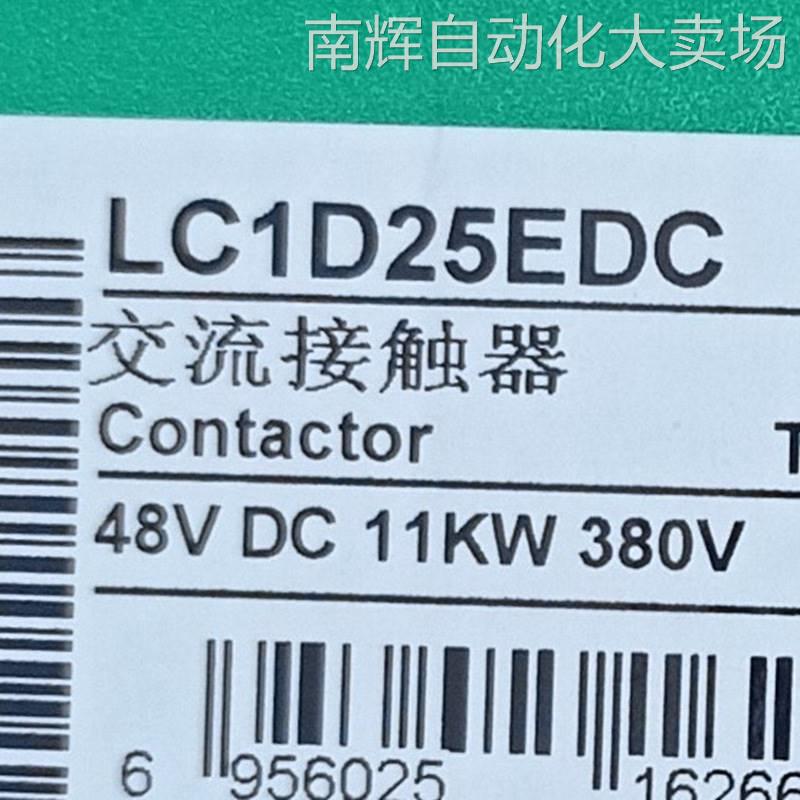 南辉自动化大卖场
LC1D25EDC
交流接触器
Contactor
T
48V DC 11KW 380V
6 956025 16266